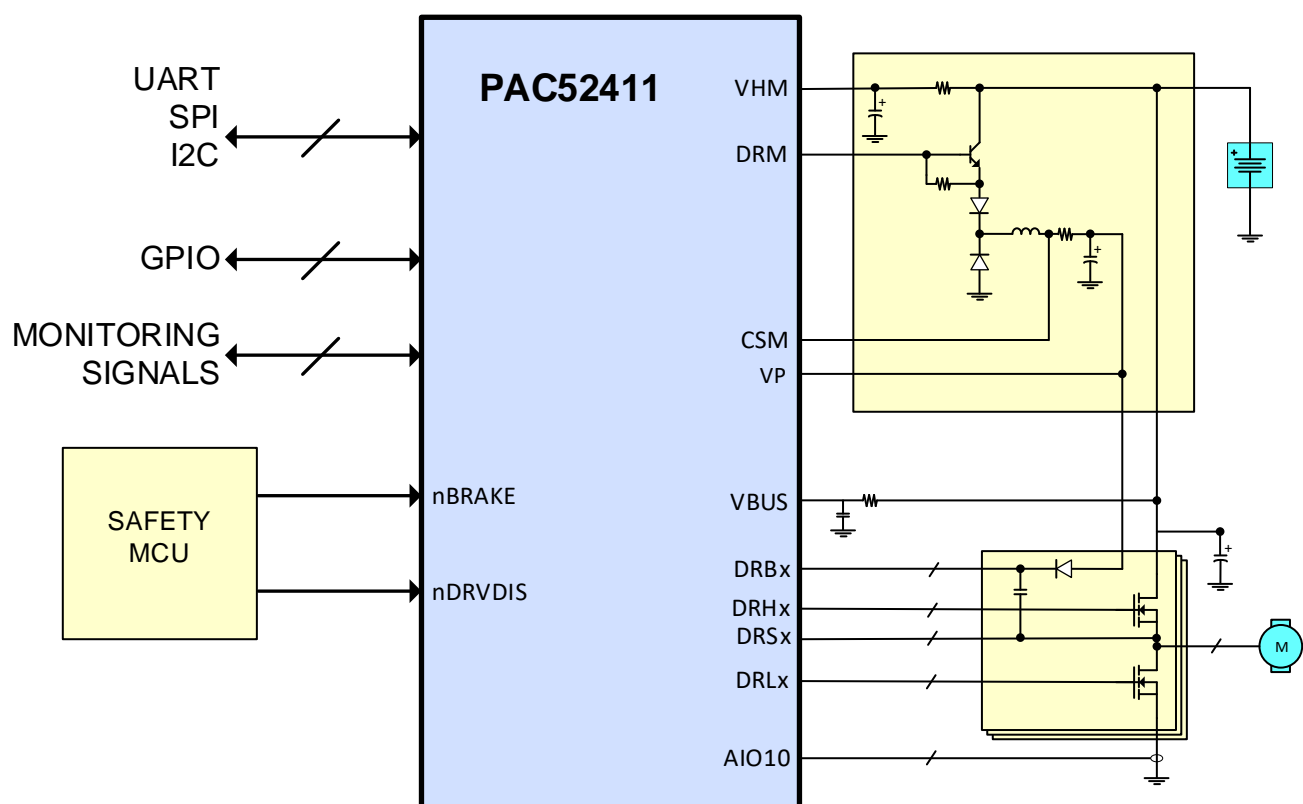 PAC52411
UART
SPI
I2C
GPIO
MONITORING
SIGNALS
SAFETY
MCU
nBRAKE
nDRVDIS
VHM
DRM
CSM
VP
VBUS
DRBx
DRHx
DRSx
DRLx
AIO10
+
+
+
+
M